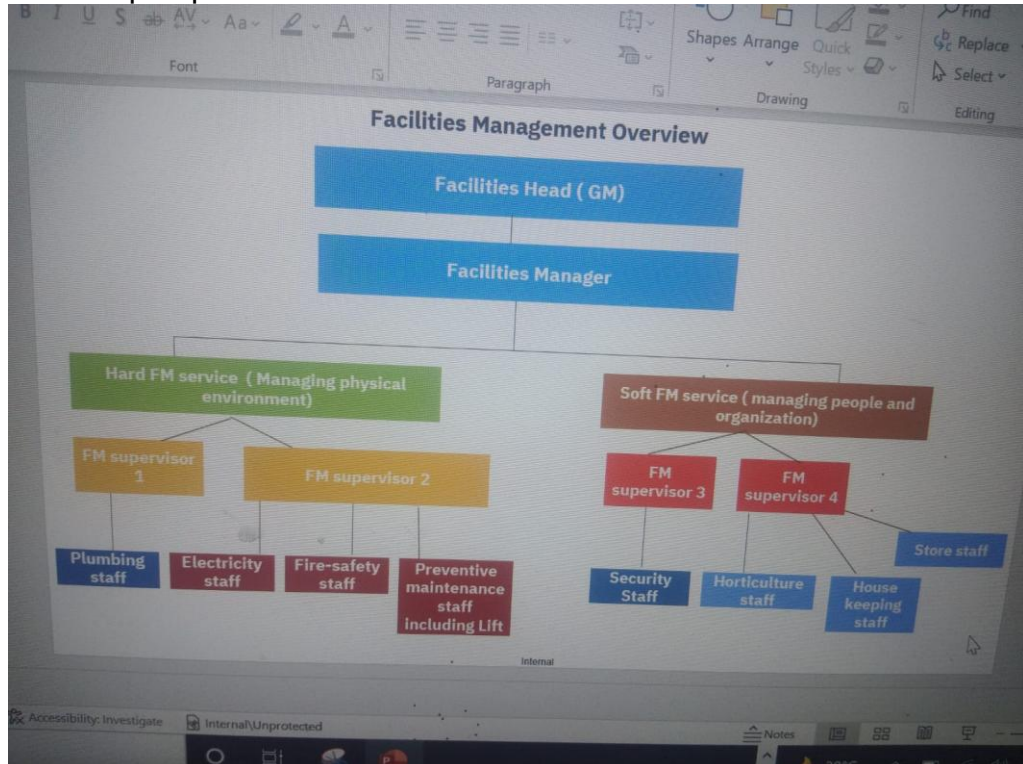 B I U S ab AV Aa A
Find
Shapes Arrange Quick
Styles
Replace
Select
Font
Paragraph
Drawing
Editing
Facilities Management Overview
Facilities Head ( GM)
Facilities Manager
Hard FM service ( Managing physical
environment)
Soft FM service ( managing people and
organization)
FM supervisor
1
FM supervisor 2
FM
supervisor 3
FM
supervisor 4
Plumbing
staff
Electricity
staff
Fire-safety
staff
Preventive
maintenance
staff
including Lift
Security
Staff
Horticulture
staff
House
keeping
staff
Store staff
Internal
Accessibility: Investigate
Internal\Unprotected
Notes